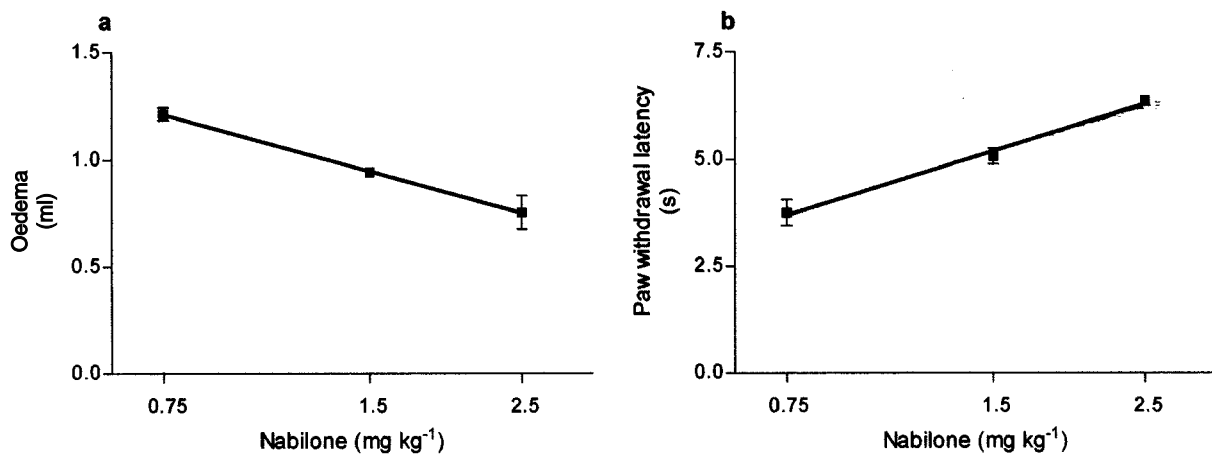 a
1.5
1.0
0.5
0.0
Oedema
(ml)
0.75
1.5
2.5
Nabilone (mg kg⁻¹)
b
7.5
5.0
2.5
0.0
Paw withdrawal latency
(s)
0.75
1.5
2.5
Nabilone (mg kg⁻¹)